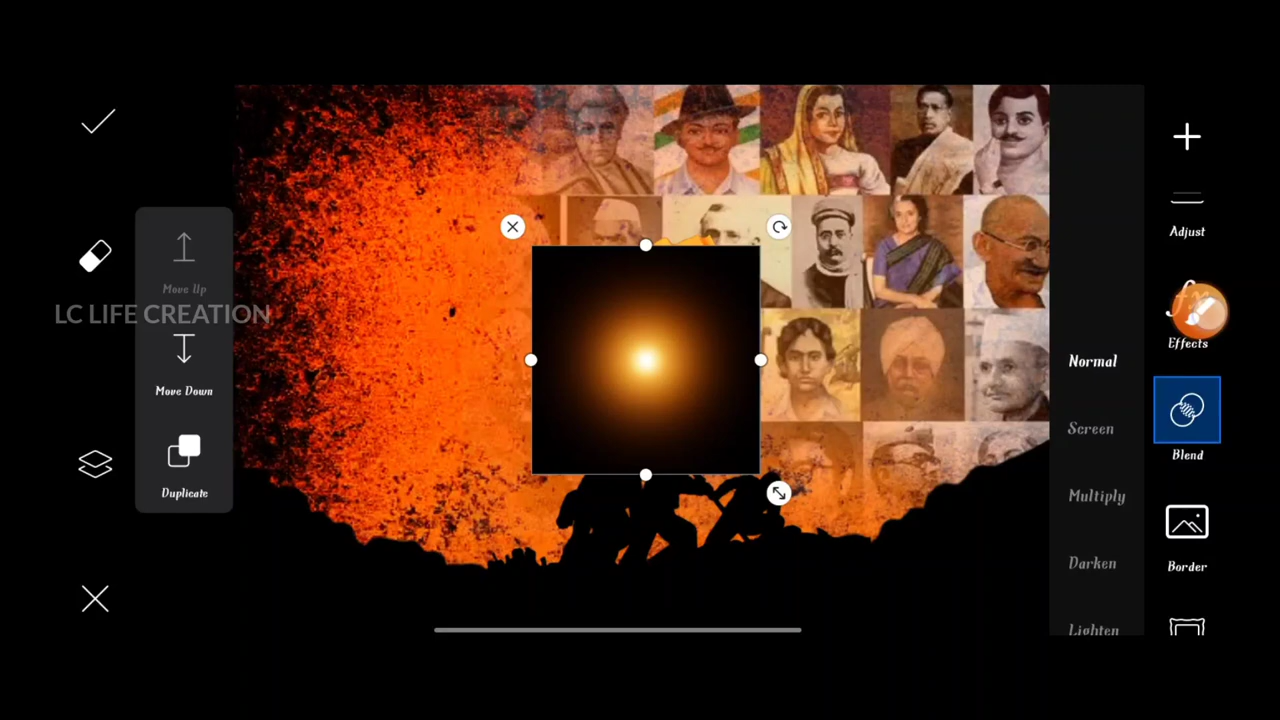 Move Up
LC LIFE CREATION
Move Down
Duplicate
Normal
Screen
Multiply
Darken
Lighten
Adjust
Effects
Blend
Border